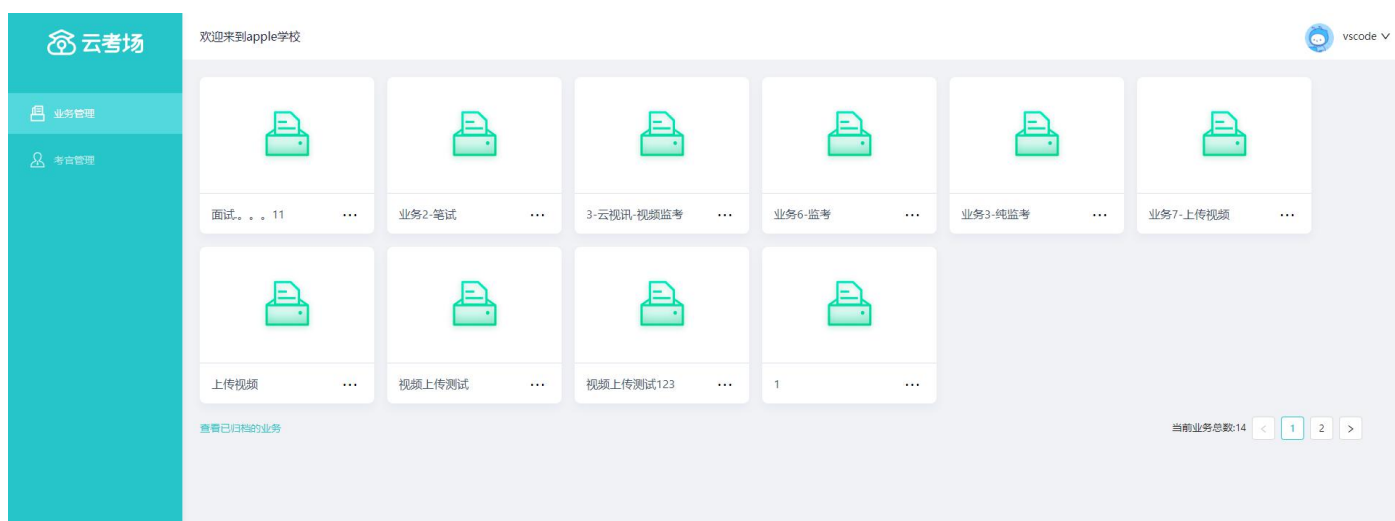 云考场
欢迎来到apple学校
vscode
业务管理
考官管理
面试。。。11
业务2-笔试
3-云视讯-视频监考
业务6-监考
业务3-纯监考
业务7-上传视频
上传视频
视频上传测试
视频上传测试123
1
查看已归档的业务
当前业务总数:14 < 1 2 >